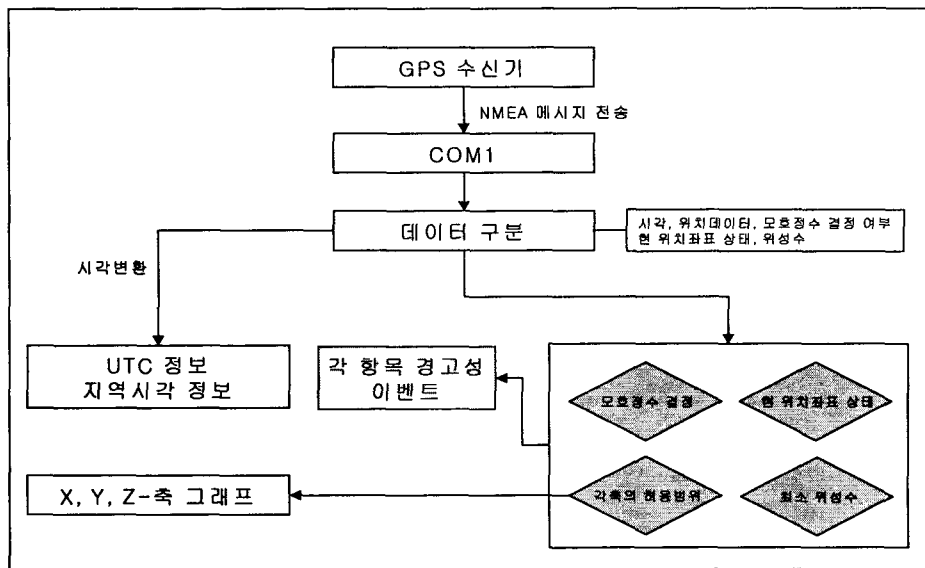 GPS 수신기
NMEA 메시지 전송
COM1
데이터 구분
시각, 위치데이터, 모호정수 결정 여부
현 위치좌표 상태, 위성수
시각변환
UTC 정보
지역시각 정보
각 항목 경고성
이벤트
모호정수 결정
현 위치좌표 상태
X, Y, Z-축 그래프
각축의 허용범위
최소 위성수